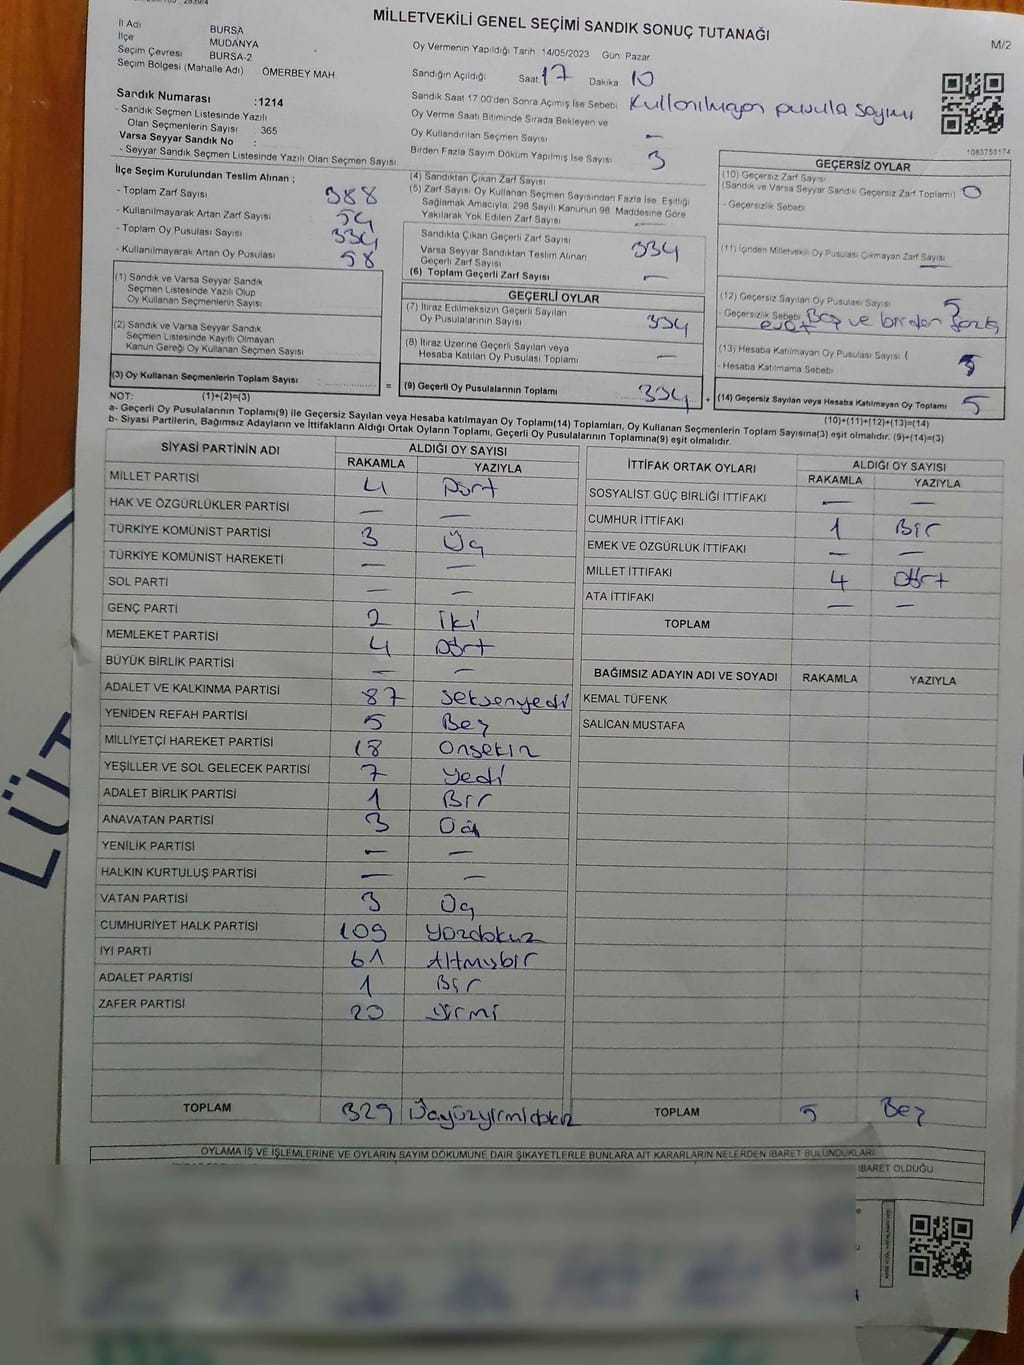 MİLLETVEKİLİ GENEL SEÇİMİ SANDIK SONUÇ TUTANAĞI
M/2
İl Adı BURSA
İlçe MUDANYA
Seçim Çevresi BURSA-2
Seçim Bölgesi (Mahalle Adı) ÖMERBEY MAH
Oy Vermenin Yapıldığı Tarih 14/05/2023 Gün: Pazar
Sandığın Açıldığı Saat 17 Dakika 10
Sandık Saat 17:00'den Sonra Açılmış İse Sebebi Kullanılmayan pusula sayımı
Oy Verme Saati Bitiminde Sırada Bekleyen ve
Oy Kullandırılan Seçmen Sayısı —
Birden Fazla Sayım Döküm Yapılmış İse Sayısı 3
Sandık Numarası :1214
- Sandık Seçmen Listesinde Yazılı
Olan Seçmenlerin Sayısı : 365
Varsa Seyyar Sandık No :
- Seyyar Sandık Seçmen Listesinde Yazılı Olan Seçmen Sayısı
1083753174
İlçe Seçim Kurulundan Teslim Alınan ;
- Toplam Zarf Sayısı 388
- Kullanılmayarak Artan Zarf Sayısı 54
- Toplam Oy Pusulası Sayısı 334
- Kullanılmayarak Artan Oy Pusulası 58
(1) Sandık ve Varsa Seyyar Sandık
Seçmen Listesinde Yazılı Olup
Oy Kullanan Seçmenlerin Sayısı
(2) Sandık ve Varsa Seyyar Sandık
Seçmen Listesinde Kayıtlı Olmayan
Kanun Gereği Oy Kullanan Seçmen Sayısı
(3) Oy Kullanan Seçmenlerin Toplam Sayısı
(1)+(2)=(3)
(4) Sandıktan Çıkan Zarf Sayısı
(5) Zarf Sayısı Oy Kullanan Seçmen Sayısından Fazla İse, Eşitliği
Sağlamak Amacıyla, 298 Sayılı Kanunun 98. Maddesine Göre
Yakılarak Yok Edilen Zarf Sayısı —
Sandıkta Çıkan Geçerli Zarf Sayısı 334
Varsa Seyyar Sandıktan Teslim Alınan
Geçerli Zarf Sayısı
(6) Toplam Geçerli Zarf Sayısı —
GEÇERLİ OYLAR
(7) İtiraz Edilmeksizin Geçerli Sayılan
Oy Pusulalarının Sayısı 334
(8) İtiraz Üzerine Geçerli Sayılan veya
Hesaba Katılan Oy Pusulası Toplamı —
= (9) Geçerli Oy Pusulalarının Toplamı 334
GEÇERSİZ OYLAR
(10) Geçersiz Zarf Sayısı
(Sandık ve Varsa Seyyar Sandık Geçersiz Zarf Toplamı) 0
- Geçersizlik Sebebi
(11) İçinden Milletvekili Oy Pusulası Çıkmayan Zarf Sayısı —
(12) Geçersiz Sayılan Oy Pusulası Sayısı 5
- Geçersizlik Sebebi Boş ve birden fazla
evet
(13) Hesaba Katılmayan Oy Pusulası Sayısı (
- Hesaba Katılmama Sebebi
(14) Geçersiz Sayılan veya Hesaba Katılmayan Oy Toplamı 5
(10)+(11)+(12)+(13)=(14)
NOT:
a- Geçerli Oy Pusulalarının Toplamı(9) ile Geçersiz Sayılan veya Hesaba katılmayan Oy Toplamı(14) Toplamları, Oy Kullanan Seçmenlerin Toplam Sayısına(3) eşit olmalıdır. (9)+(14)=(3)
b- Siyasi Partilerin, Bağımsız Adayların ve İttifakların Aldığı Ortak Oyların Toplamı, Geçerli Oy Pusulalarının Toplamına(9) eşit olmalıdır.
SİYASİ PARTİNİN ADI ALDIĞI OY SAYISI
RAKAMLA YAZIYLA
MİLLET PARTİSİ 4 Dört
HAK VE ÖZGÜRLÜKLER PARTİSİ — —
TÜRKİYE KOMÜNİST PARTİSİ 3 Üç
TÜRKİYE KOMÜNİST HAREKETİ — —
SOL PARTİ — —
GENÇ PARTİ 2 İki
MEMLEKET PARTİSİ 4 Dört
BÜYÜK BİRLİK PARTİSİ — —
ADALET VE KALKINMA PARTİSİ 87 Seksenyedi
YENİDEN REFAH PARTİSİ 5 Beş
MİLLİYETÇİ HAREKET PARTİSİ 18 Onsekiz
YEŞİLLER VE SOL GELECEK PARTİSİ 7 Yedi
ADALET BİRLİK PARTİSİ 1 Bir
ANAVATAN PARTİSİ 3 Üç
YENİLİK PARTİSİ — —
HALKIN KURTULUŞ PARTİSİ — —
VATAN PARTİSİ 3 Üç
CUMHURİYET HALK PARTİSİ 109 Yüzdokuz
İYİ PARTİ 61 Altmışbir
ADALET PARTİSİ 1 Bir
ZAFER PARTİSİ 20 Yirmi
TOPLAM 329 Üçyüzyirmidokuz
İTTİFAK ORTAK OYLARI ALDIĞI OY SAYISI
RAKAMLA YAZIYLA
SOSYALİST GÜÇ BİRLİĞİ İTTİFAKI — —
CUMHUR İTTİFAKI 1 Bir
EMEK VE ÖZGÜRLÜK İTTİFAKI — —
MİLLET İTTİFAKI 4 Dört
ATA İTTİFAKI — —
TOPLAM
BAĞIMSIZ ADAYIN ADI VE SOYADI RAKAMLA YAZIYLA
KEMAL TÜFENK
SALİCAN MUSTAFA
TOPLAM 5 Beş
OYLAMA İŞ VE İŞLEMLERİNE VE OYLARIN SAYIM DÖKÜMÜNE DAİR ŞİKAYETLERLE BUNLARA AİT KARARLARIN NELERDEN İBARET BULUNDUKLARI
İBARET OLDUĞU
LÜT